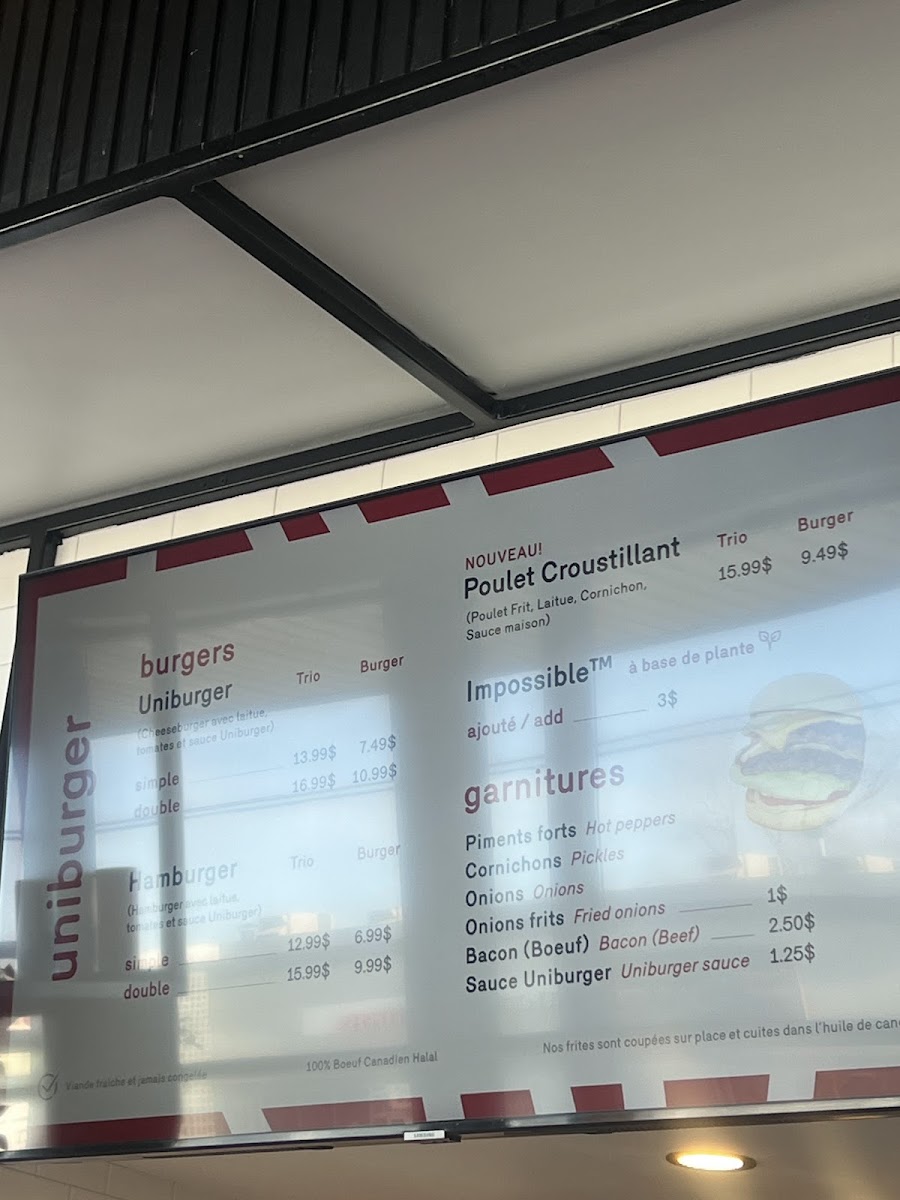 uniburger
burgers
Uniburger Trio Burger
(Cheeseburger avec laitue,
tomates et sauce Uniburger)
simple 13.99$ 7.49$
double 16.99$ 10.99$
Hamburger Trio Burger
(Hamburger avec laitue,
tomates et sauce Uniburger)
simple 12.99$ 6.99$
double 15.99$ 9.99$
Viande fraîche et jamais congelée
100% Boeuf Canadien Halal
NOUVEAU!
Poulet Croustillant Trio Burger
15.99$ 9.49$
(Poulet Frit, Laitue, Cornichon,
Sauce maison)
Impossible™ à base de plante
ajouté / add 3$
garnitures
Piments forts Hot peppers
Cornichons Pickles
Onions Onions
Onions frits Fried onions 1$
Bacon (Boeuf) Bacon (Beef) 2.50$
Sauce Uniburger Uniburger sauce 1.25$
Nos frites sont coupées sur place et cuites dans l'huile de can
SAMSUNG